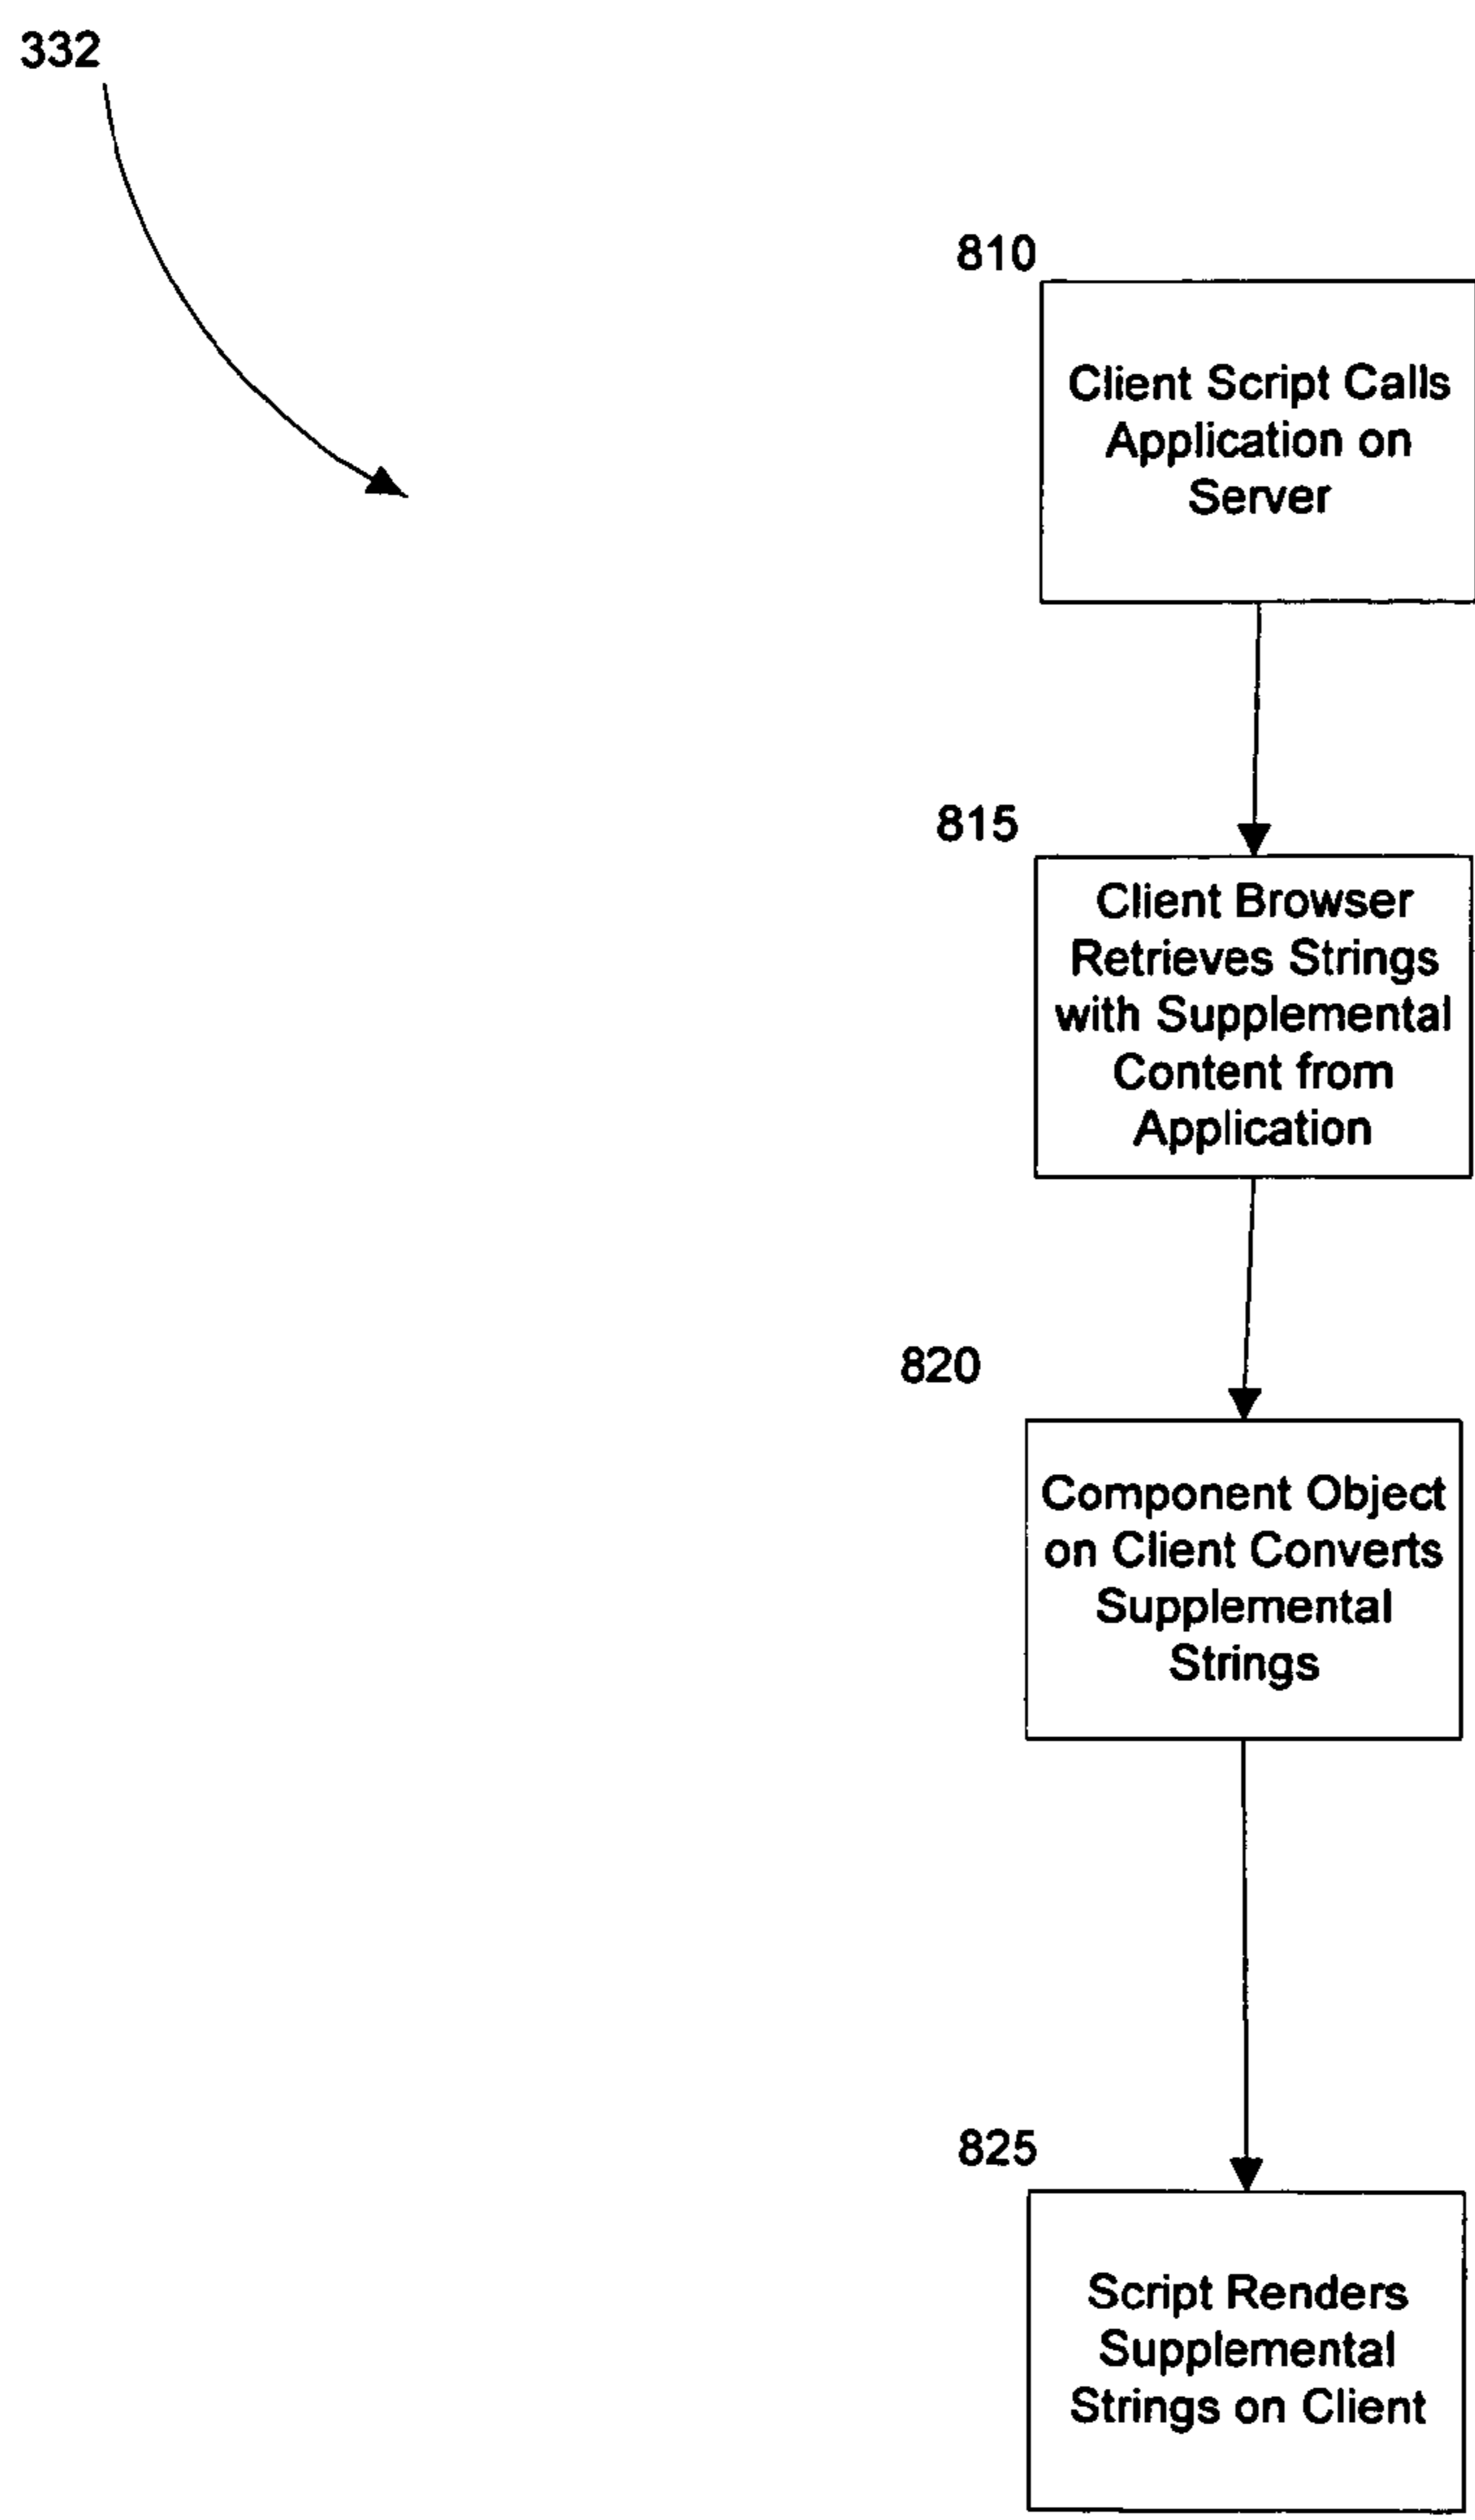 332
810
Client Script Calls
Application on
Server
815
Client Browser
Retrieves Strings
with Supplemental
Content from
Application
820
Component Object
on Client Converts
Supplemental
Strings
825
Script Renders
Supplemental
Strings on Client